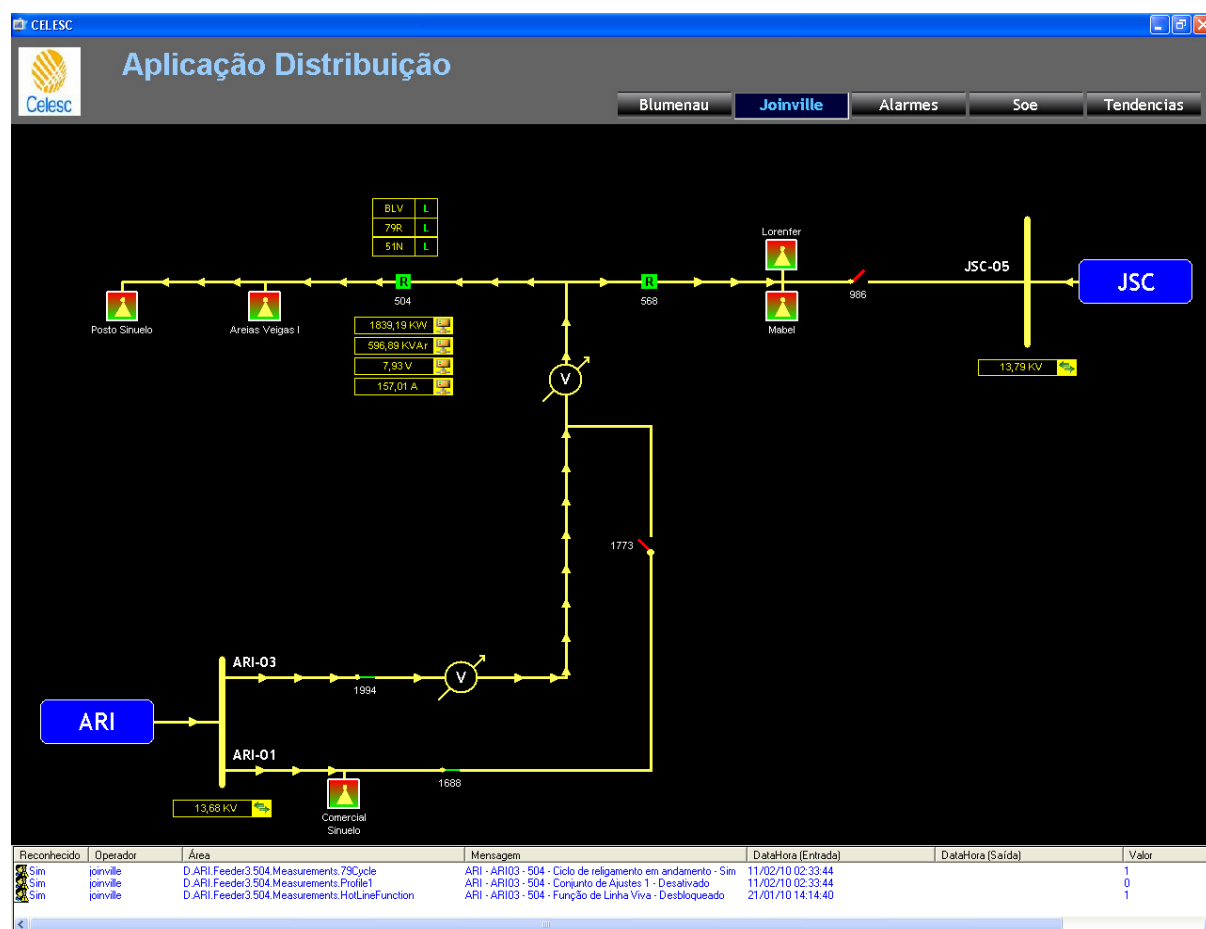 CELESC
Aplicação Distribuição
Celesc
Blumenau Joinville Alarmes Soe Tendencias
BLV L
79R L
51N L
Lorenfer
JSC-05
JSC
R
504
R
568
986
Posto Sinuelo
Areias Veigas I
Mabel
1839,19 KW
596,89 KVAr
7,93 V
157,01 A
13,79 KV
V
1773
ARI-03
V
1994
ARI
ARI-01
1688
13,68 KV
Comercial
Sinuelo
Reconhecido Operador Área Mensagem DataHora (Entrada) DataHora (Saída) Valor
Sim joinville D.ARI.Feeder3.504.Measurements.79Cycle ARI - ARI03 - 504 - Ciclo de religamento em andamento - Sim 11/02/10 02:33:44 1
Sim joinville D.ARI.Feeder3.504.Measurements.Profile1 ARI - ARI03 - 504 - Conjunto de Ajustes 1 - Desativado 11/02/10 02:33:44 0
Sim joinville D.ARI.Feeder3.504.Measurements.HotLineFunction ARI - ARI03 - 504 - Função de Linha Viva - Desbloqueado 21/01/10 14:14:40 1